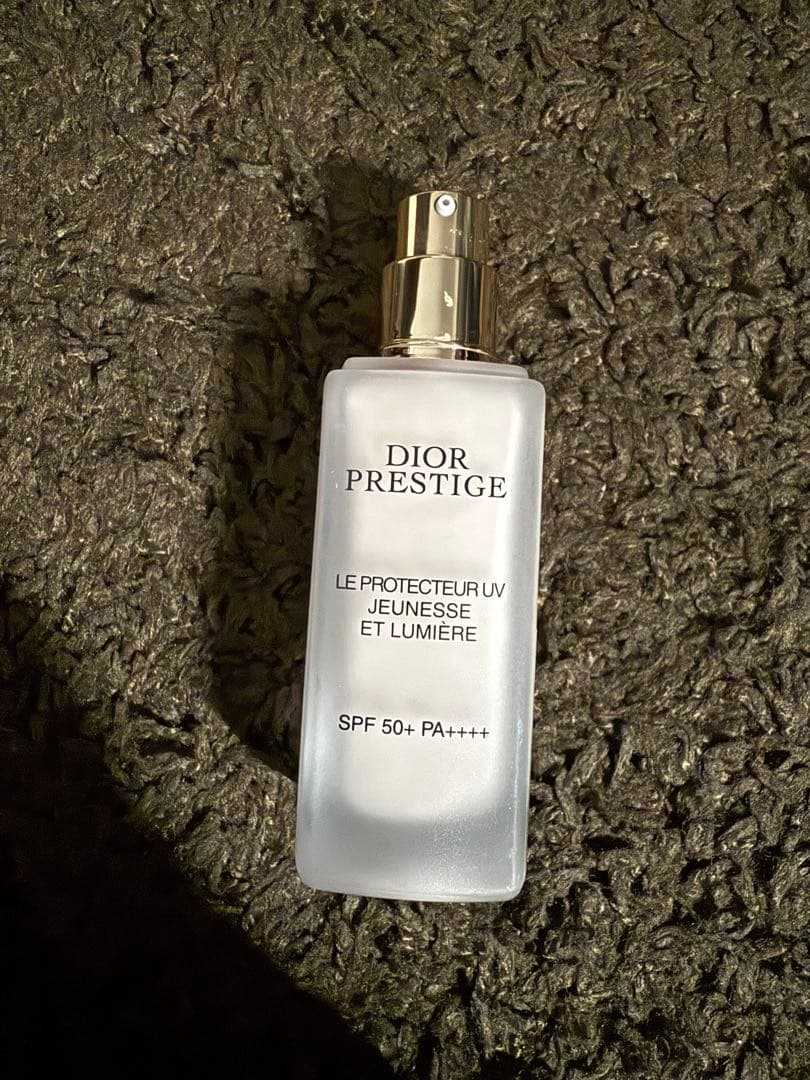 DIOR
PRESTIGE
LE PROTECTEUR UV
JEUNESSE
ET LUMIÈRE
SPF 50+ PA++++